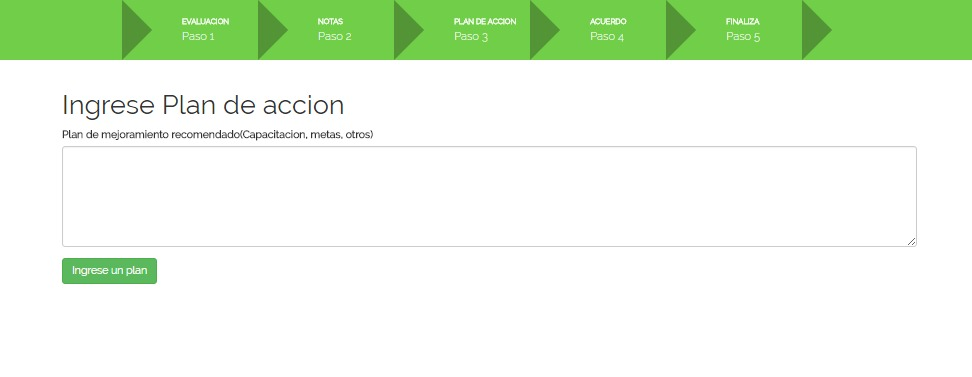 EVALUACION
Paso 1
NOTAS
Paso 2
PLAN DE ACCION
Paso 3
ACUERDO
Paso 4
FINALIZA
Paso 5
Ingrese Plan de accion
Plan de mejoramiento recomendado(Capacitacion, metas, otros)
Ingrese un plan